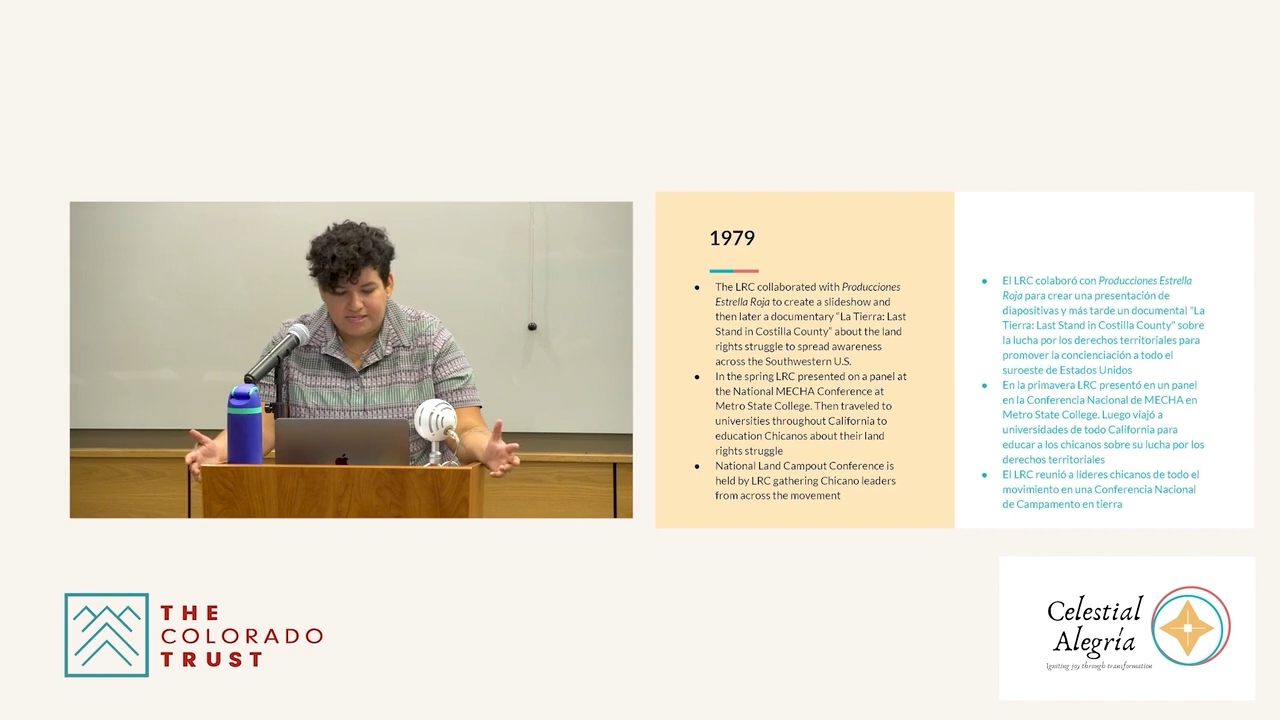 1979
● The LRC collaborated with Producciones
Estrella Roja to create a slideshow and
then later a documentary "La Tierra: Last
Stand in Costilla County" about the land
rights struggle to spread awareness
across the Southwestern U.S.
● In the spring LRC presented on a panel at
the National MECHA Conference at
Metro State College. Then traveled to
universities throughout California to
education Chicanos about their land
rights struggle
● National Land Campout Conference is
held by LRC gathering Chicano leaders
from across the movement
● El LRC colaboró con Producciones Estrella
Roja para crear una presentación de
diapositivas y más tarde un documental "La
Tierra: Last Stand in Costilla County" sobre
la lucha por los derechos territoriales para
promover la concienciación a todo el
suroeste de Estados Unidos
● En la primavera LRC presentó en un panel
en la Conferencia Nacional de MECHA en
Metro State College. Luego viajó a
universidades de todo California para
educar a los chicanos sobre su lucha por los
derechos territoriales
● El LRC reunió a líderes chicanos de todo el
movimiento en una Conferencia Nacional
de Campamento en tierra
THE
COLORADO
TRUST
Celestial
Alegría
Igniting joy through transformation